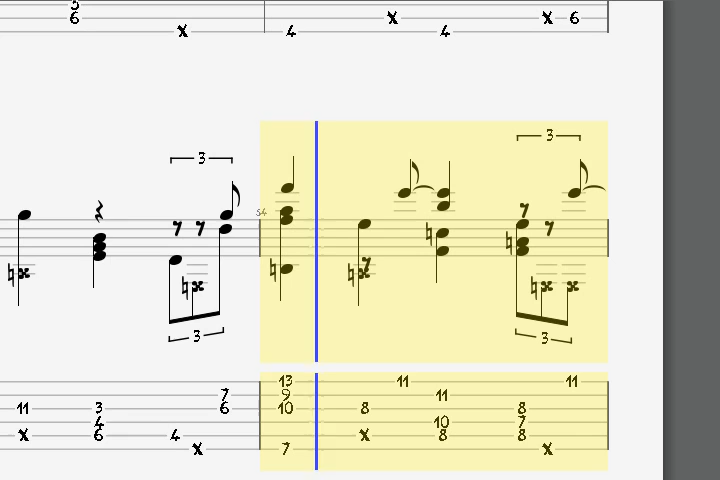 5
6 x 4 x 4 x 6
3 3
54
3 3
13 11 11
7 9 11
11 3 6 10 8 8
4 10 7
x 6 4 x 8 8
x 7 x